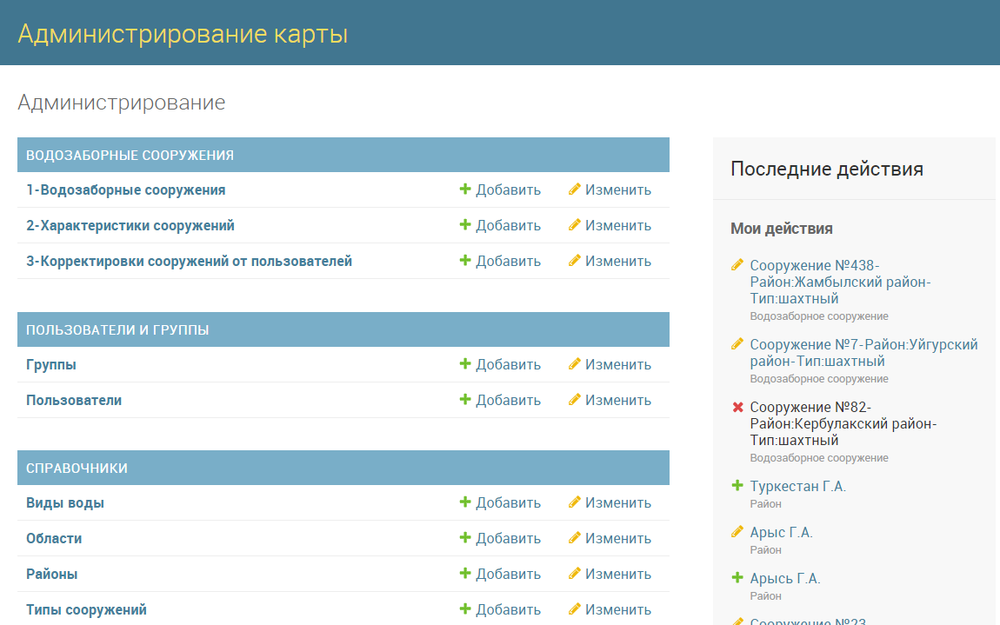 Администрирование карты
Администрирование
ВОДОЗАБОРНЫЕ СООРУЖЕНИЯ
1-Водозаборные сооружения Добавить Изменить
2-Характеристики сооружений Добавить Изменить
3-Корректировки сооружений от пользователей Добавить Изменить
ПОЛЬЗОВАТЕЛИ И ГРУППЫ
Группы Добавить Изменить
Пользователи Добавить Изменить
СПРАВОЧНИКИ
Виды воды Добавить Изменить
Области Добавить Изменить
Районы Добавить Изменить
Типы сооружений Добавить Изменить
Последние действия
Мои действия
Сооружение №438-
Район:Жамбылский район-
Тип:шахтный
Водозаборное сооружение
Сооружение №7-Район:Уйгурский
район-Тип:шахтный
Водозаборное сооружение
Сооружение №82-
Район:Кербулакский район-
Тип:шахтный
Водозаборное сооружение
Туркестан Г.А.
Район
Арыс Г.А.
Район
Арысь Г.А.
Район
Сооружение №23